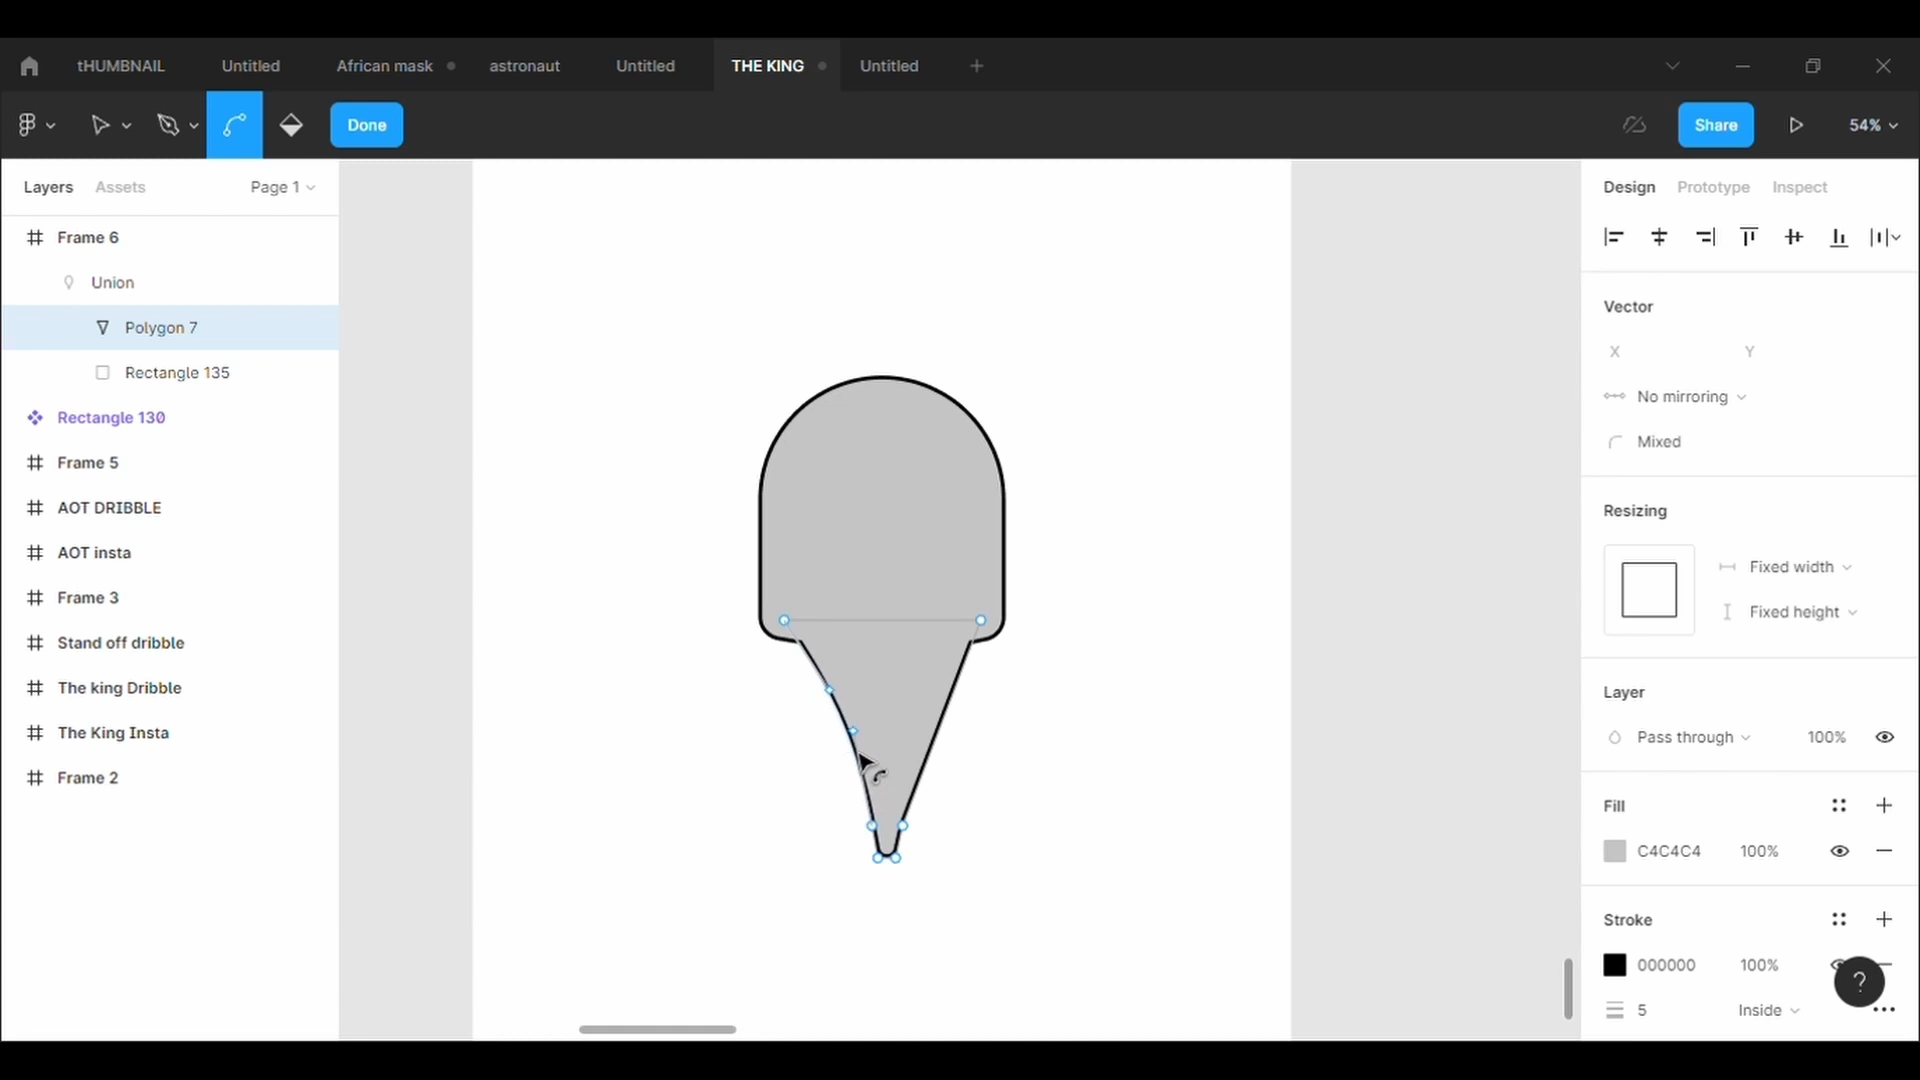 tHUMBNAIL Untitled African mask astronaut Untitled THE KING Untitled
Done Share 54%
Layers Assets Page 1
Frame 6
Union
Polygon 7
Rectangle 135
Rectangle 130
Frame 5
AOT DRIBBLE
AOT insta
Frame 3
Stand off dribble
The king Dribble
The King Insta
Frame 2
Design Prototype Inspect
Vector
X Y
No mirroring
Mixed
Resizing
Fixed width
Fixed height
Layer
Pass through 100%
Fill
C4C4C4 100%
Stroke
000000 100%
?
5 Inside